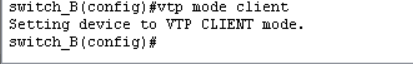 switch_B(config)#vtp mode client
Setting device to VTP CLIENT mode.
switch_B(config)#